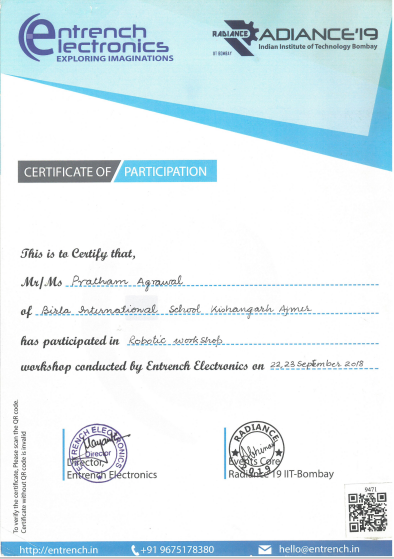 entrench
electronics
EXPLORING IMAGINATIONS
RADIANCE
IIT BOMBAY
RADIANCE'19
Indian Institute of Technology Bombay
CERTIFICATE OF PARTICIPATION
This is to Certify that,
Mr/Ms Pratham Agrawal
of Birla International School Kishangarh Ajmer
has participated in Robotic workshop
workshop conducted by Entrench Electronics on 22,23 September 2018
ENTRENCH ELECTRONICS
Director
Director,
Entrench Electronics
RADIANCE
2019
Events Core
Radiance 19 IIT-Bombay
To verify the certificate, Please scan the QR code.
Certificate without QR code is invalid
9471
http://entrench.in
+91 9675178380
hello@entrench.in